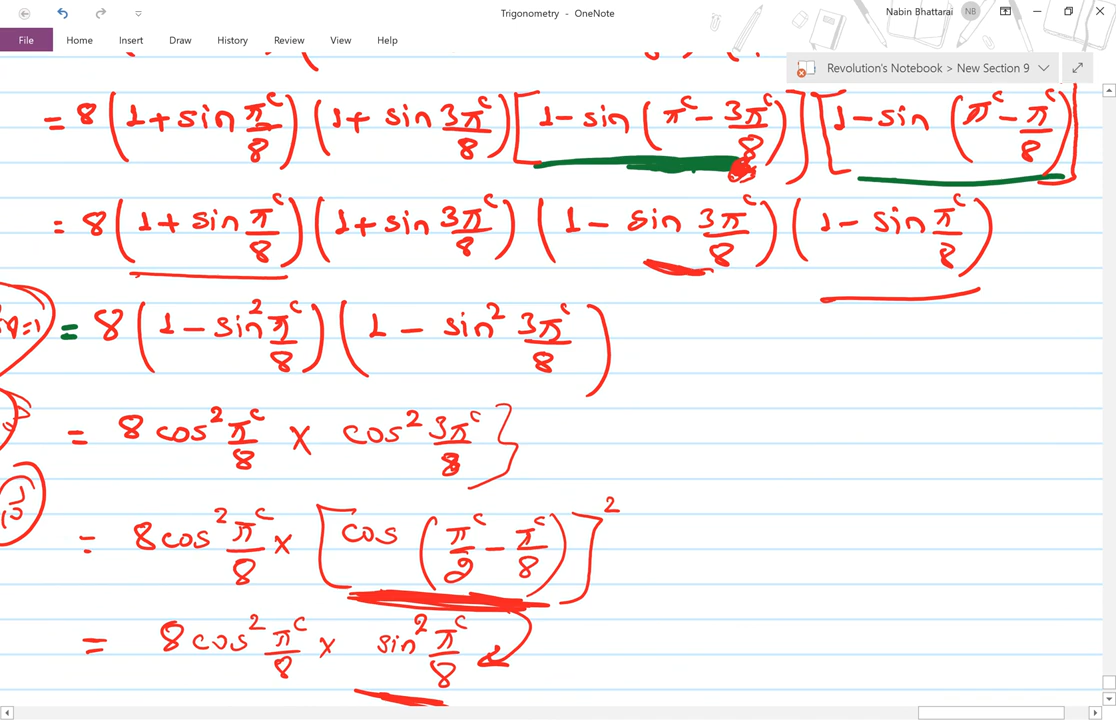 Trigonometry - OneNote
Nabin Bhattarai NB
File Home Insert Draw History Review View Help
Revolution's Notebook > New Section 9
= 8 (1 + sin π^c/8) (1 + sin 3π^c/8) [1 - sin (π^c - 3π^c/8)] [1 - sin (π^c - π^c/8)]
= 8 (1 + sin π^c/8) (1 + sin 3π^c/8) (1 - sin 3π^c/8) (1 - sin π^c/8)
= 8 (1 - sin² π^c/8) (1 - sin² 3π^c/8)
= 8 cos² π^c/8 × cos² 3π^c/8 }
= 8 cos² π^c/8 × [cos (π^c/2 - π^c/8)]²
= 8 cos² π^c/8 × sin² π^c/8